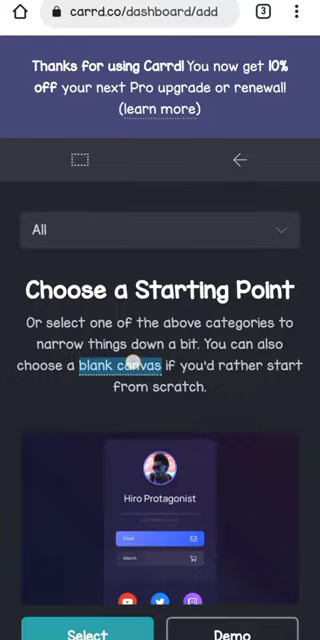 carrd.co/dashboard/add
3
Thanks for using Carrd! You now get 10%
off your next Pro upgrade or renewal!
(learn more)
All
Choose a Starting Point
Or select one of the above categories to
narrow things down a bit. You can also
choose a blank canvas if you'd rather start
from scratch.
Hiro Protagonist
Email
Merch
Select
Demo